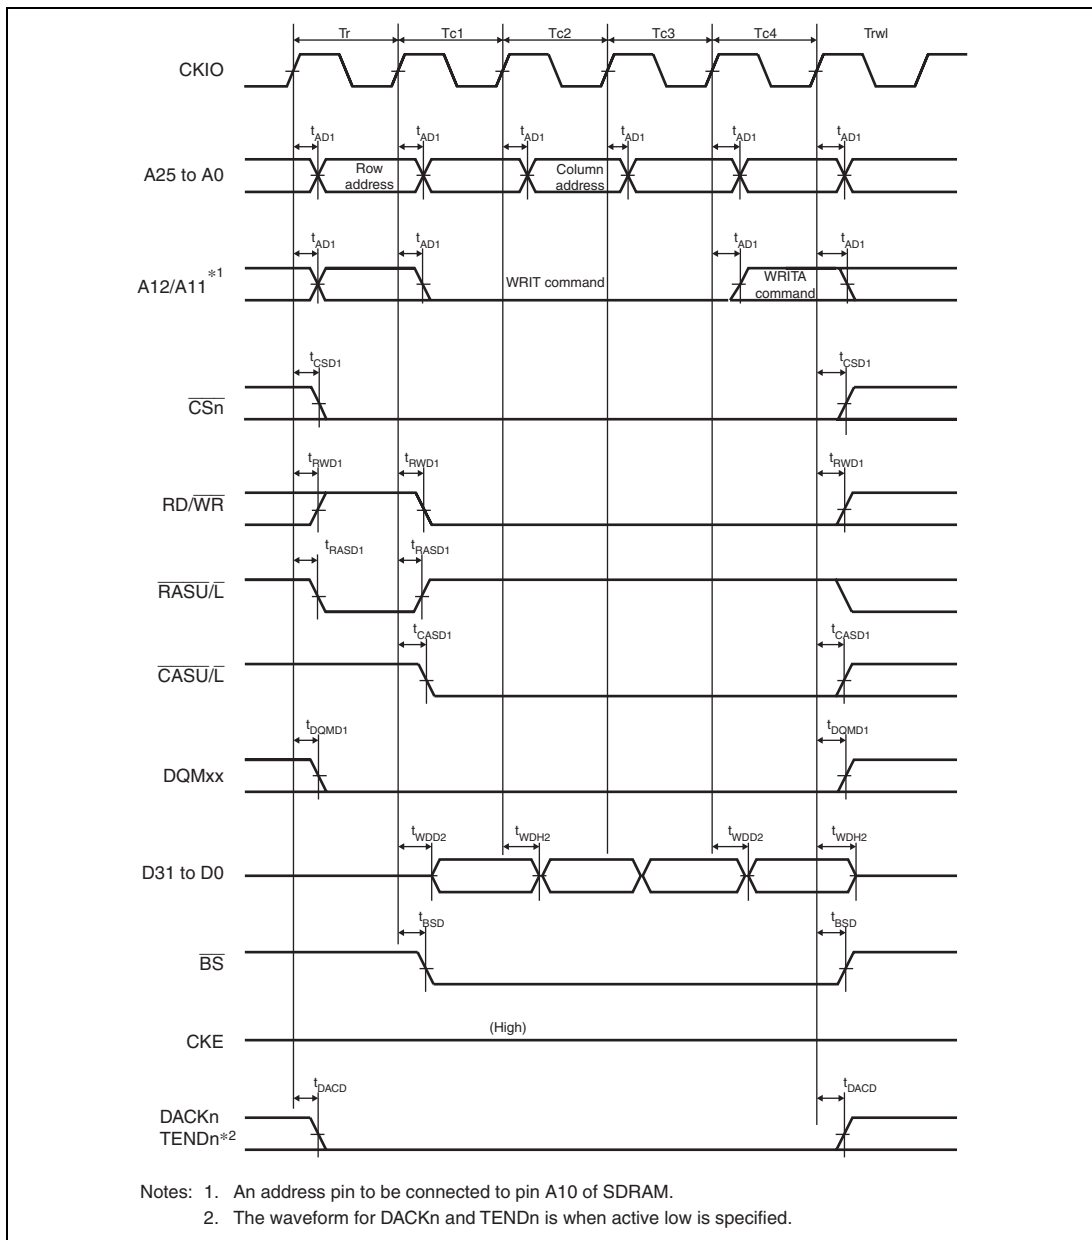 Tr Tc1 Tc2 Tc3 Tc4 Trwl
CKIO
tAD1 tAD1 tAD1 tAD1 tAD1 tAD1
A25 to A0
Row address
Column address
tAD1 tAD1 tAD1 tAD1
A12/A11*1
WRIT command
WRITA command
tCSD1 tCSD1
CSn
tRWD1 tRWD1 tRWD1
RD/WR
tRASD1 tRASD1
RASU/L
tCASD1 tCASD1
CASU/L
tDQMD1 tDQMD1
DQMxx
tWDD2 tWDH2 tWDD2 tWDH2
D31 to D0
tBSD tBSD
BS
(High)
CKE
tDACD tDACD
DACKn
TENDn*2
Notes: 1. An address pin to be connected to pin A10 of SDRAM.
2. The waveform for DACKn and TENDn is when active low is specified.